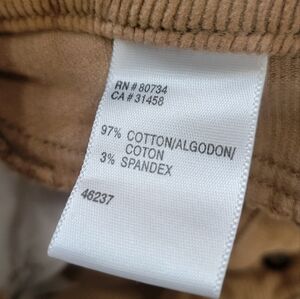 RN # 80734
CA # 31458
97% COTTON/ALGODON/
COTON
3% SPANDEX
46237